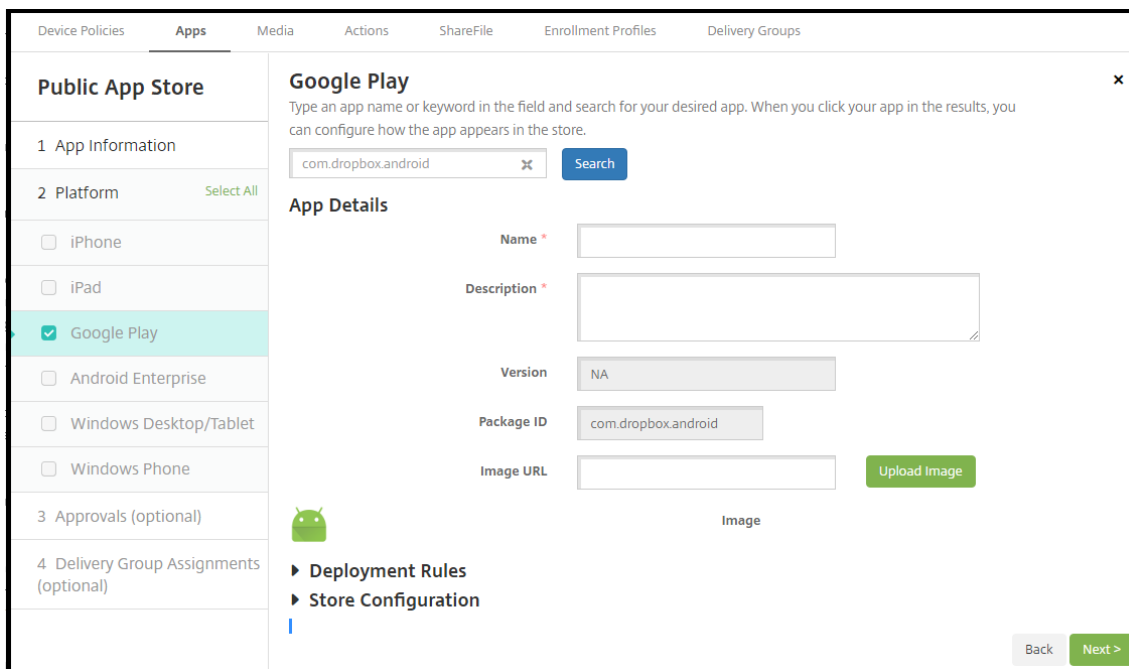 Device Policies Apps Media Actions ShareFile Enrollment Profiles Delivery Groups
Public App Store
1 App Information
2 Platform Select All
iPhone
iPad
Google Play
Android Enterprise
Windows Desktop/Tablet
Windows Phone
3 Approvals (optional)
4 Delivery Group Assignments
(optional)
Google Play
Type an app name or keyword in the field and search for your desired app. When you click your app in the results, you
can configure how the app appears in the store.
com.dropbox.android Search
App Details
Name *
Description *
Version NA
Package ID com.dropbox.android
Image URL Upload Image
Image
Deployment Rules
Store Configuration
Back Next >